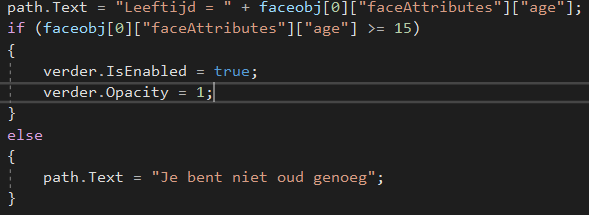 path.Text = "Leeftijd = " + faceobj[0]["faceAttributes"]["age"];
if (faceobj[0]["faceAttributes"]["age"] >= 15)
{
verder.IsEnabled = true;
verder.Opacity = 1;
}
else
{
path.Text = "Je bent niet oud genoeg";
}